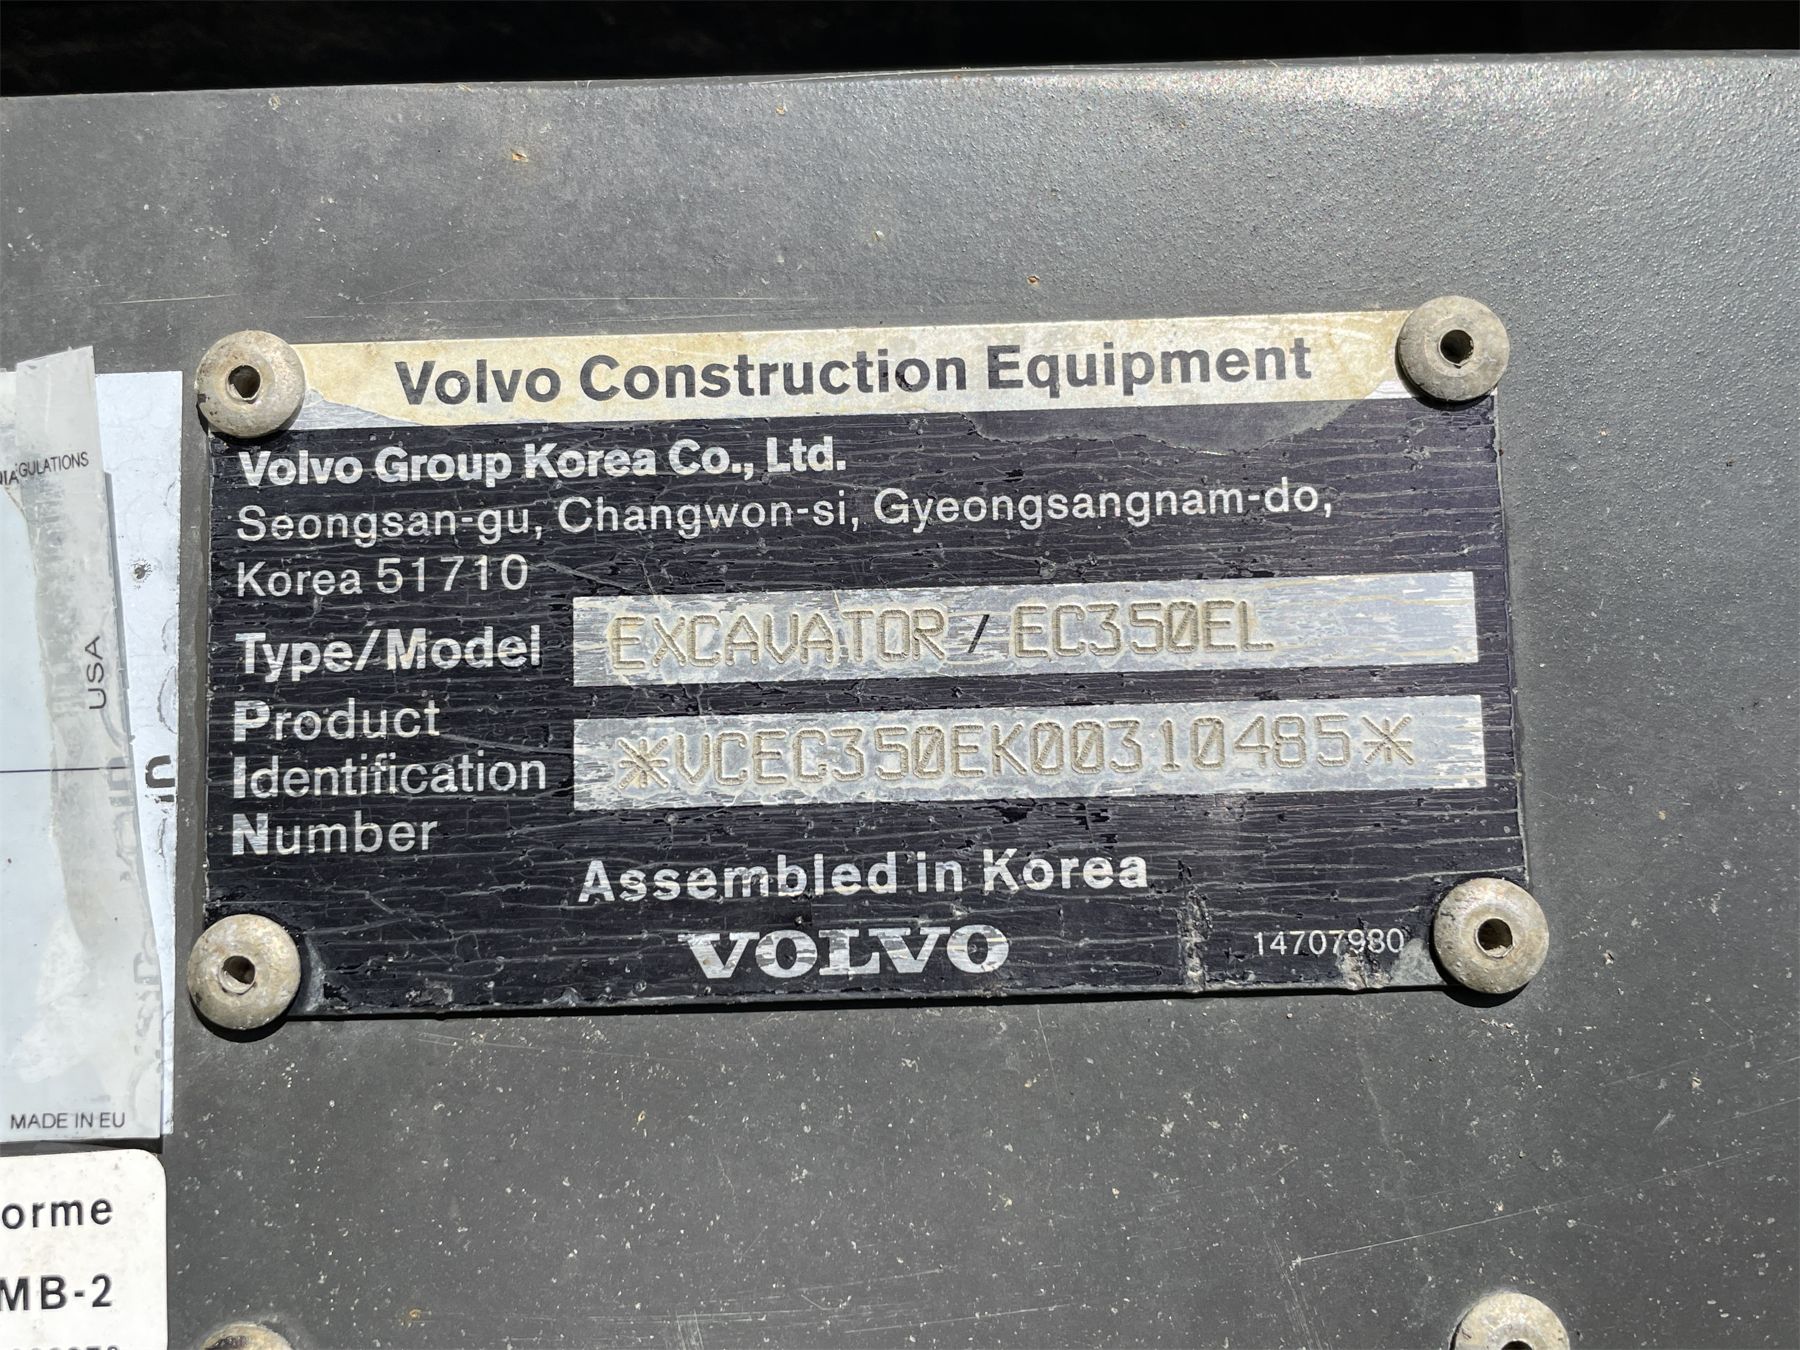 Volvo Construction Equipment
Volvo Group Korea Co., Ltd.
Seongsan-gu, Changwon-si, Gyeongsangnam-do,
Korea 51710
Type/Model EXCAVATOR / EC350EL
Product
Identification
Number
*VCEC350EK00310485*
Assembled in Korea
VOLVO
14707980
GULATIONS
USA
MADE IN EU
orme
MB-2